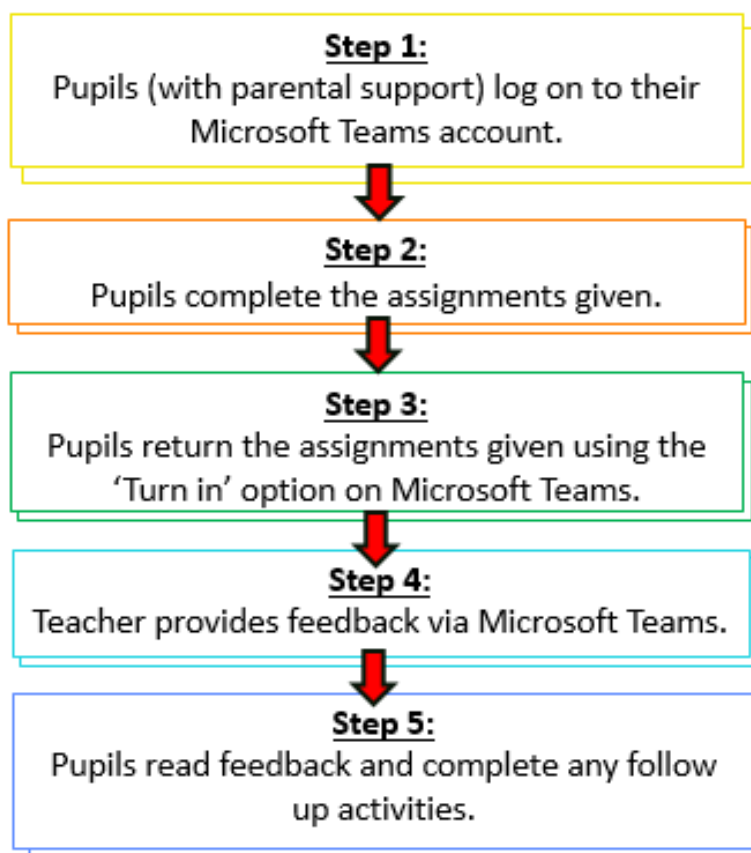 Step 1:
Pupils (with parental support) log on to their
Microsoft Teams account.
Step 2:
Pupils complete the assignments given.
Step 3:
Pupils return the assignments given using the
‘Turn in’ option on Microsoft Teams.
Step 4:
Teacher provides feedback via Microsoft Teams.
Step 5:
Pupils read feedback and complete any follow
up activities.